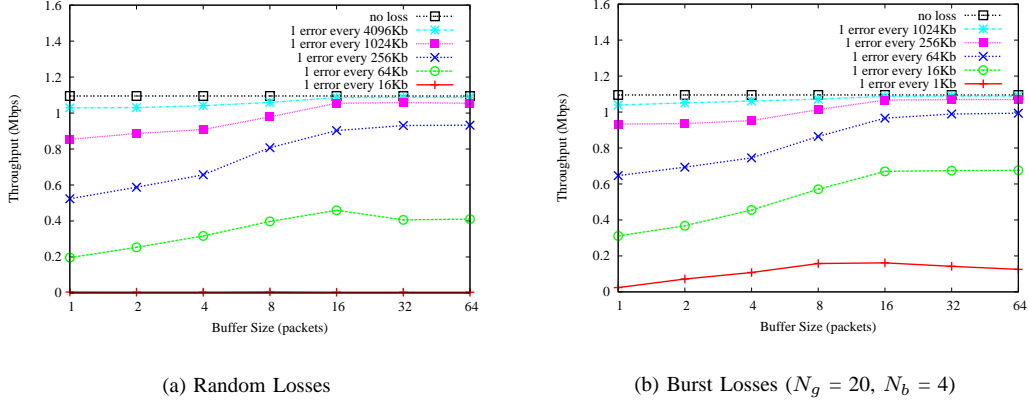 1.6
1.4
1.2
1
0.8
0.6
0.4
0.2
0
Throughput (Mbps)
no loss
1 error every 4096Kb
1 error every 1024Kb
1 error every 256Kb
1 error every 64Kb
1 error every 16Kb
1 2 4 8 16 32 64
Buffer Size (packets)
(a) Random Losses
1.6
1.4
1.2
1
0.8
0.6
0.4
0.2
0
Throughput (Mbps)
no loss
1 error every 1024Kb
1 error every 256Kb
1 error every 64Kb
1 error every 16Kb
1 error every 1Kb
1 2 4 8 16 32 64
Buffer Size (packets)
(b) Burst Losses (N_g = 20, N_b = 4)